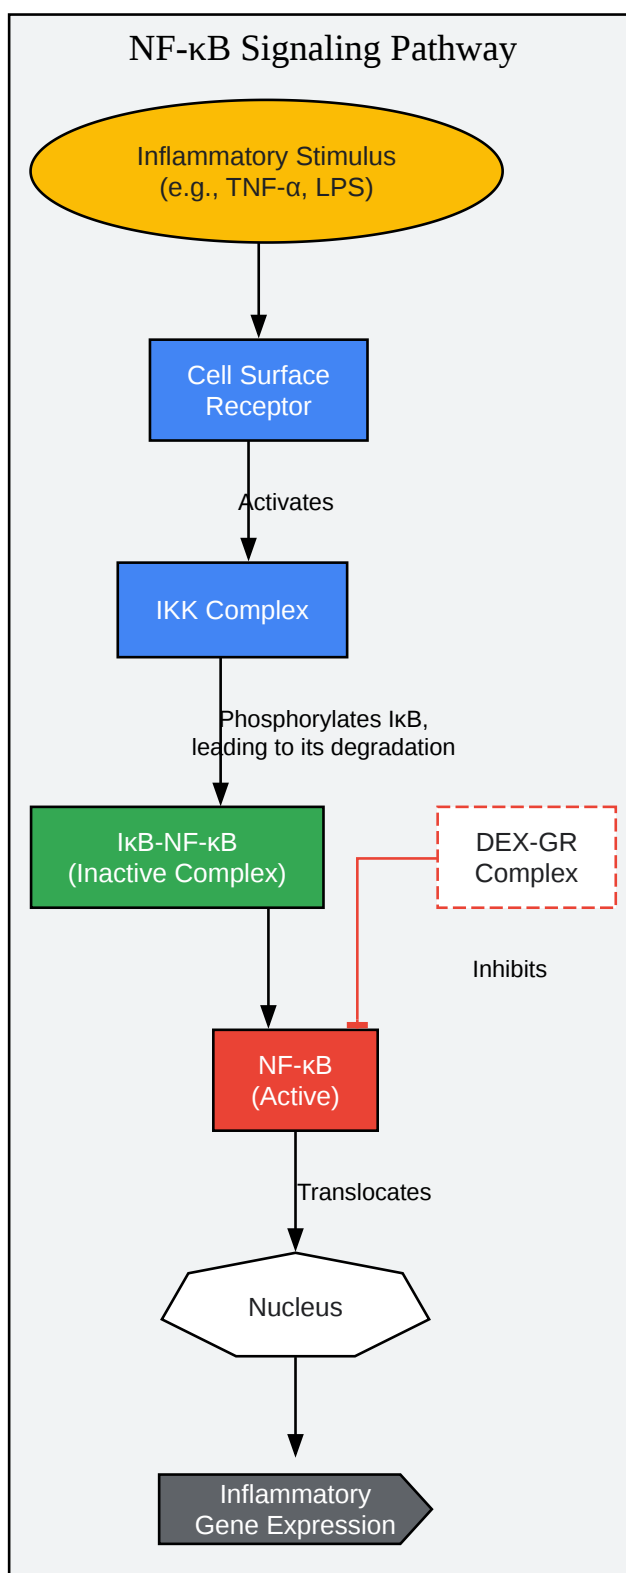 NF-κB Signaling Pathway
Inflammatory Stimulus
(e.g., TNF-α, LPS)
Cell Surface
Receptor
Activates
IKK Complex
Phosphorylates IκB,
leading to its degradation
IκB-NF-κB
(Inactive Complex)
DEX-GR
Complex
Inhibits
NF-κB
(Active)
Translocates
Nucleus
Inflammatory
Gene Expression